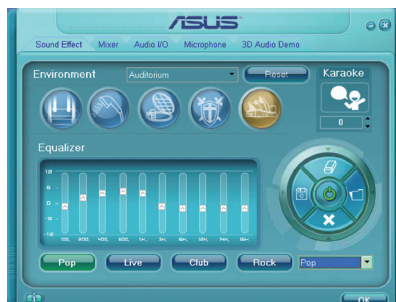 ASUS
Sound Effect Mixer Audio I/O Microphone 3D Audio Demo
Environment Auditorium Reset Karaoke
0
Equalizer
Pop Live Club Rock Pop
OK